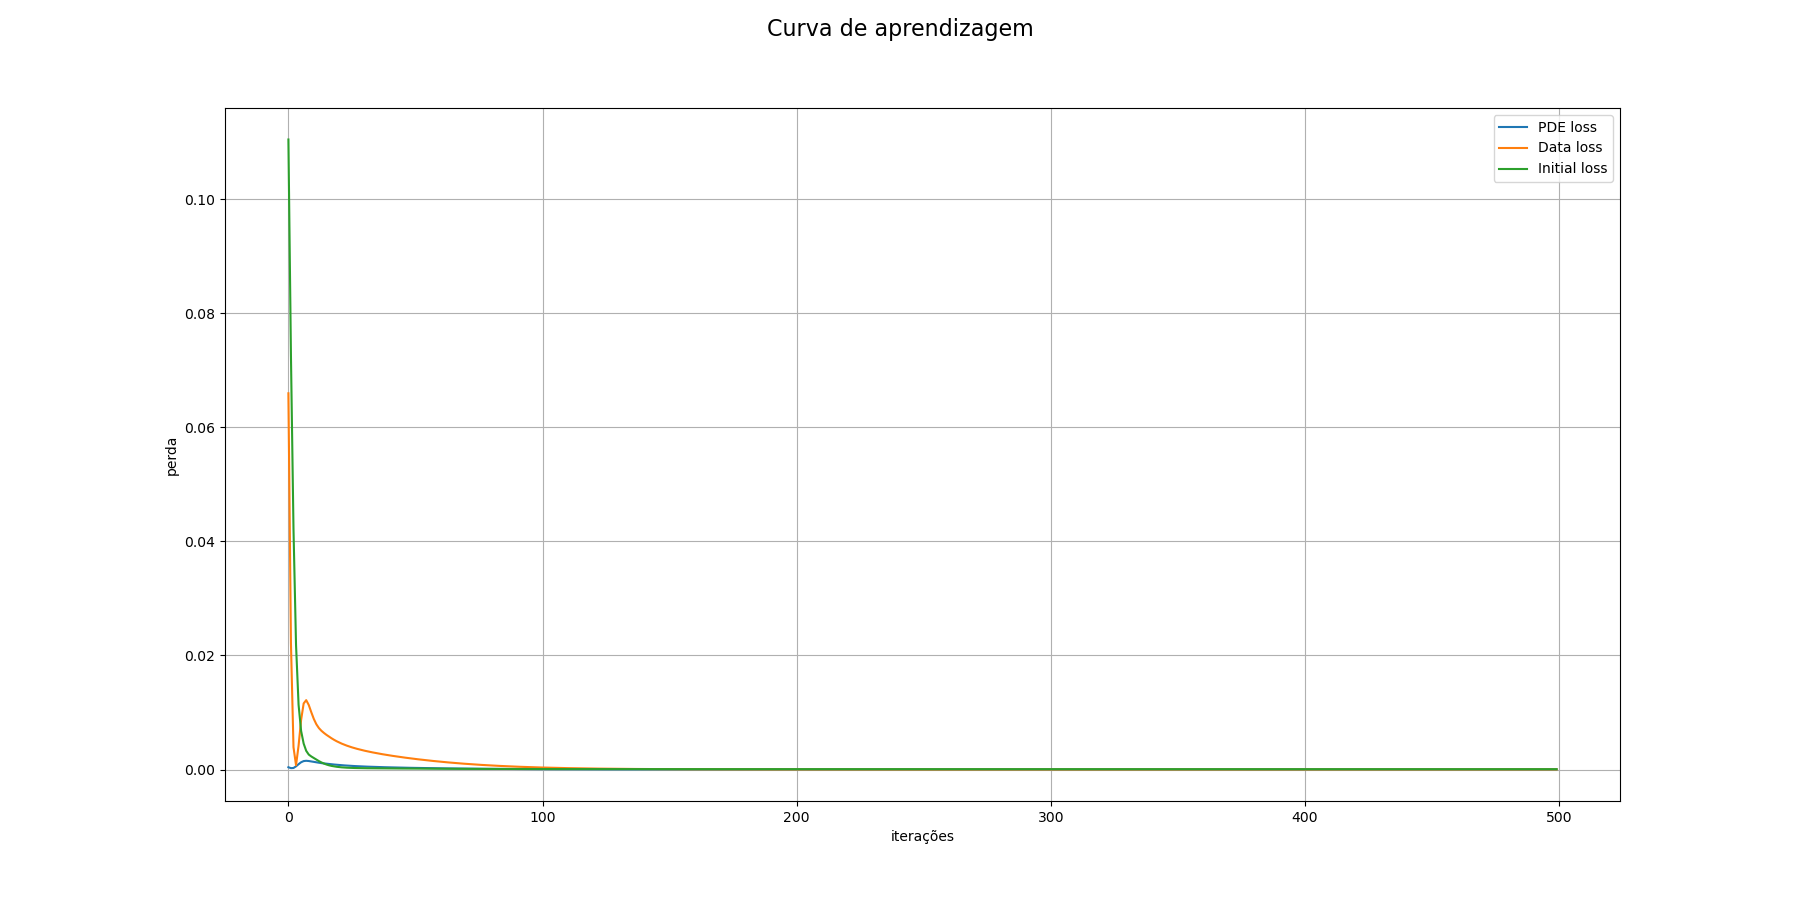 Curva de aprendizagem
PDE loss
Data loss
Initial loss
0.10
0.08
0.06
0.04
0.02
0.00
perda
0 100 200 300 400 500
iterações